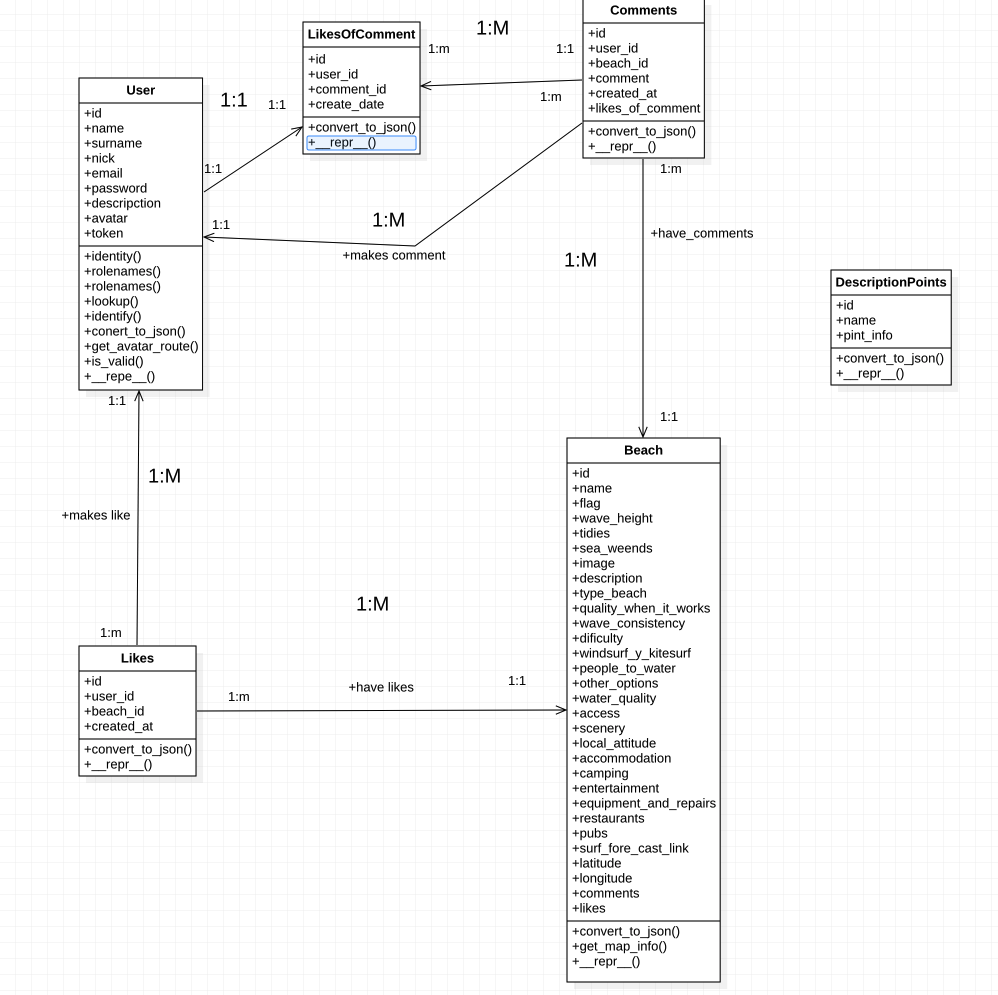 Comments
+id
+user_id
+beach_id
+comment
+created_at
+likes_of_comment
+convert_to_json()
+__repr__()
LikesOfComment
+id
+user_id
+comment_id
+create_date
+convert_to_json()
+__repr__()
1:m
1:M
1:1
1:m
User
+id
+name
+surname
+nick
+email
+password
+descripction
+avatar
+token
+identity()
+rolenames()
+rolenames()
+lookup()
+identify()
+conert_to_json()
+get_avatar_route()
+is_valid()
+__repe__()
1:1
1:1
1:1
1:1
1:M
+makes comment
1:m
+have_comments
1:M
1:1
DescriptionPoints
+id
+name
+pint_info
+convert_to_json()
+__repr__()
1:1
1:M
+makes like
1:m
Likes
+id
+user_id
+beach_id
+created_at
+convert_to_json()
+__repr__()
1:M
1:m
+have likes
1:1
Beach
+id
+name
+flag
+wave_height
+tidies
+sea_weends
+image
+description
+type_beach
+quality_when_it_works
+wave_consistency
+dificulty
+windsurf_y_kitesurf
+people_to_water
+other_options
+water_quality
+access
+scenery
+local_attitude
+accommodation
+camping
+entertainment
+equipment_and_repairs
+restaurants
+pubs
+surf_fore_cast_link
+latitude
+longitude
+comments
+likes
+convert_to_json()
+get_map_info()
+__repr__()